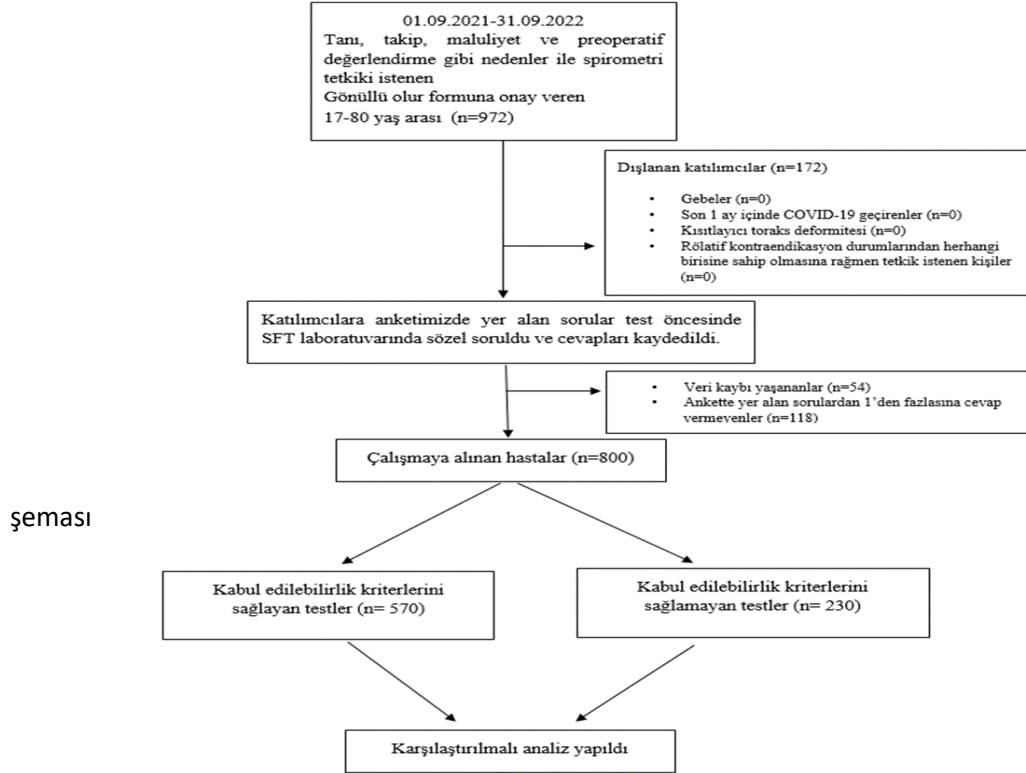 01.09.2021-31.09.2022
Tanı, takip, maluliyet ve preoperatif
değerlendirme gibi nedenler ile spirometri
tetkiki istenen
Gönüllü olur formuna onay veren
17-80 yaş arası (n=972)
Dışlanan katılımcılar (n=172)
• Gebeler (n=0)
• Son 1 ay içinde COVID-19 geçirenler (n=0)
• Kısıtlayıcı toraks deformitesi (n=0)
• Rölatif kontraendikasyon durumlarından herhangi
birisine sahip olmasına rağmen tetkik istenen kişiler
(n=0)
Katılımcılara anketimizde yer alan sorular test öncesinde
SFT laboratuvarında sözel soruldu ve cevapları kaydedildi.
• Veri kaybı yaşananlar (n=54)
• Ankette yer alan sorulardan 1'den fazlasına cevap
vermeyenler (n=118)
Çalışmaya alınan hastalar (n=800)
şeması
Kabul edilebilirlik kriterlerini
sağlayan testler (n= 570)
Kabul edilebilirlik kriterlerini
sağlamayan testler (n= 230)
Karşılaştırılmalı analiz yapıldı